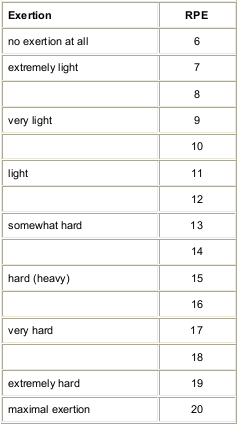 Exertion RPE
no exertion at all 6
extremely light 7
8
very light 9
10
light 11
12
somewhat hard 13
14
hard (heavy) 15
16
very hard 17
18
extremely hard 19
maximal exertion 20